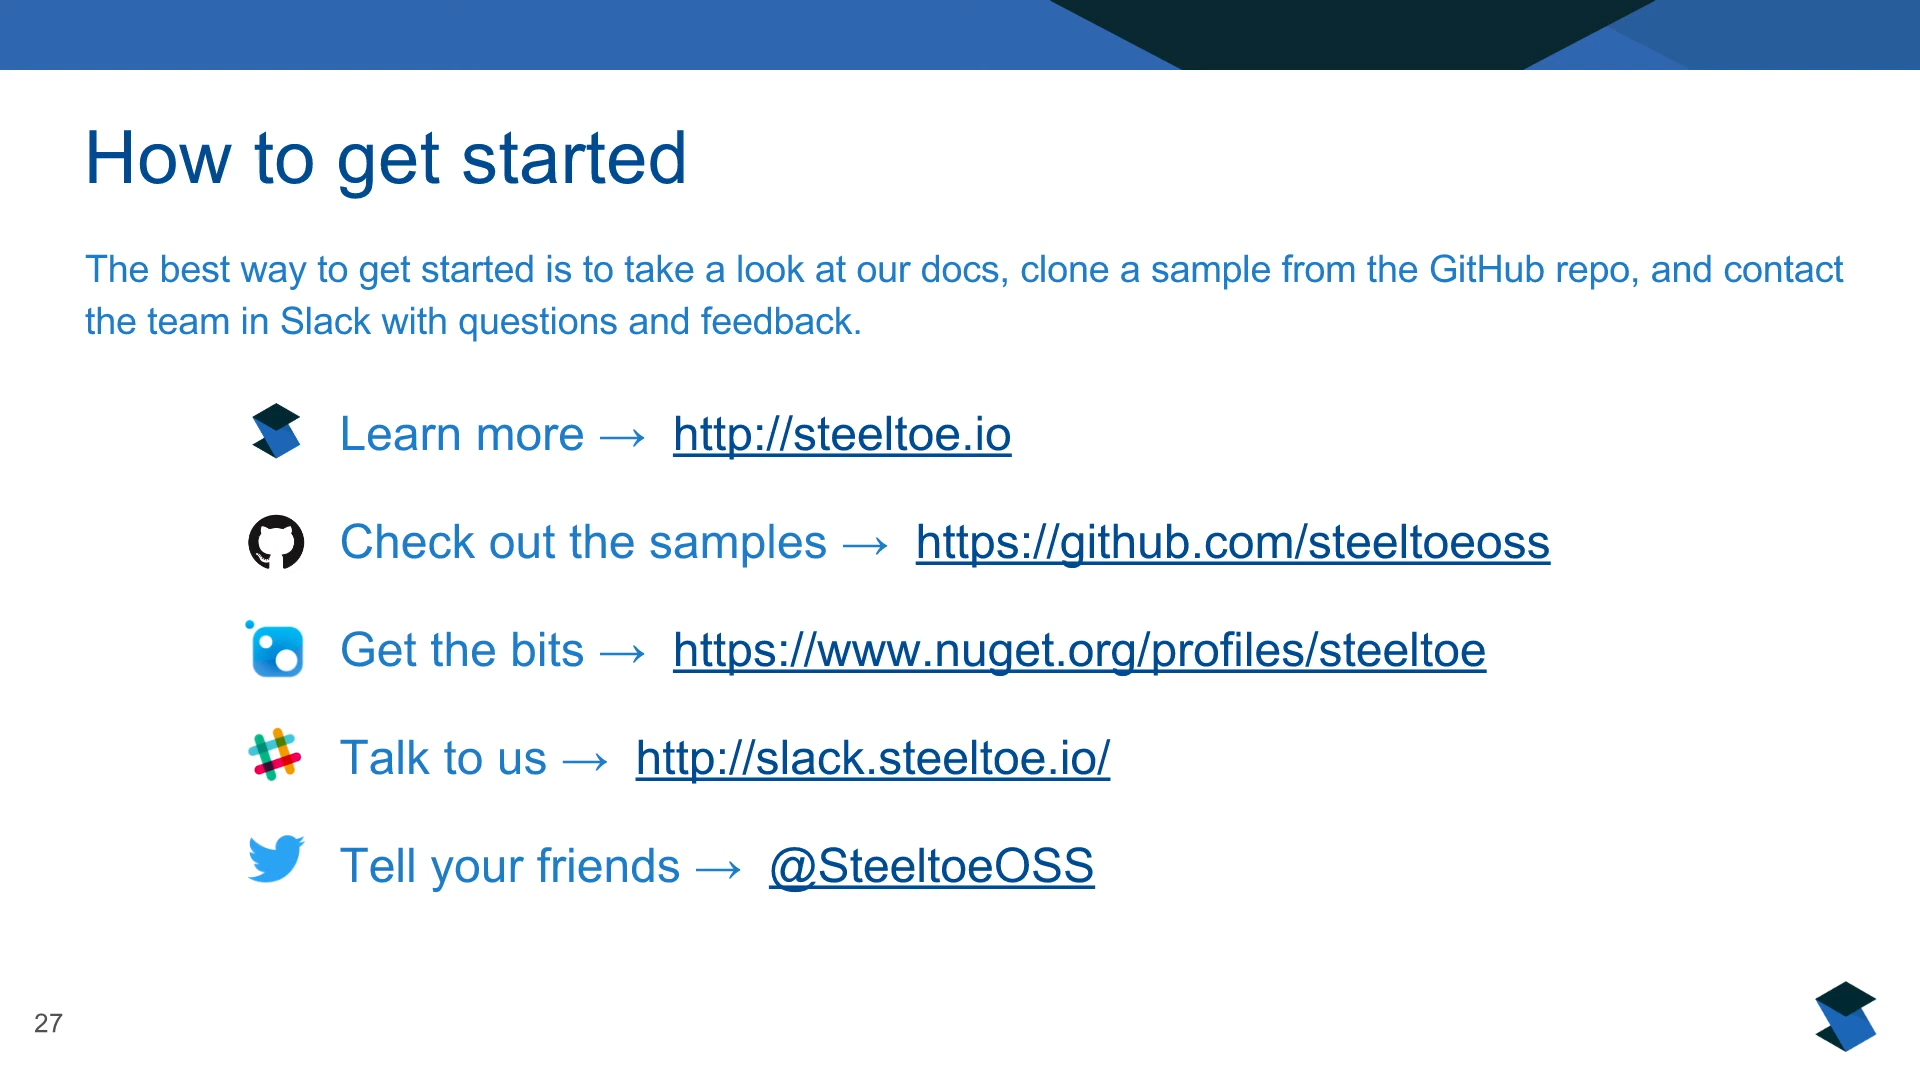 How to get started
The best way to get started is to take a look at our docs, clone a sample from the GitHub repo, and contact
the team in Slack with questions and feedback.
Learn more → http://steeltoe.io
Check out the samples → https://github.com/steeltoeoss
Get the bits → https://www.nuget.org/profiles/steeltoe
Talk to us → http://slack.steeltoe.io/
Tell your friends → @SteeltoeOSS
27